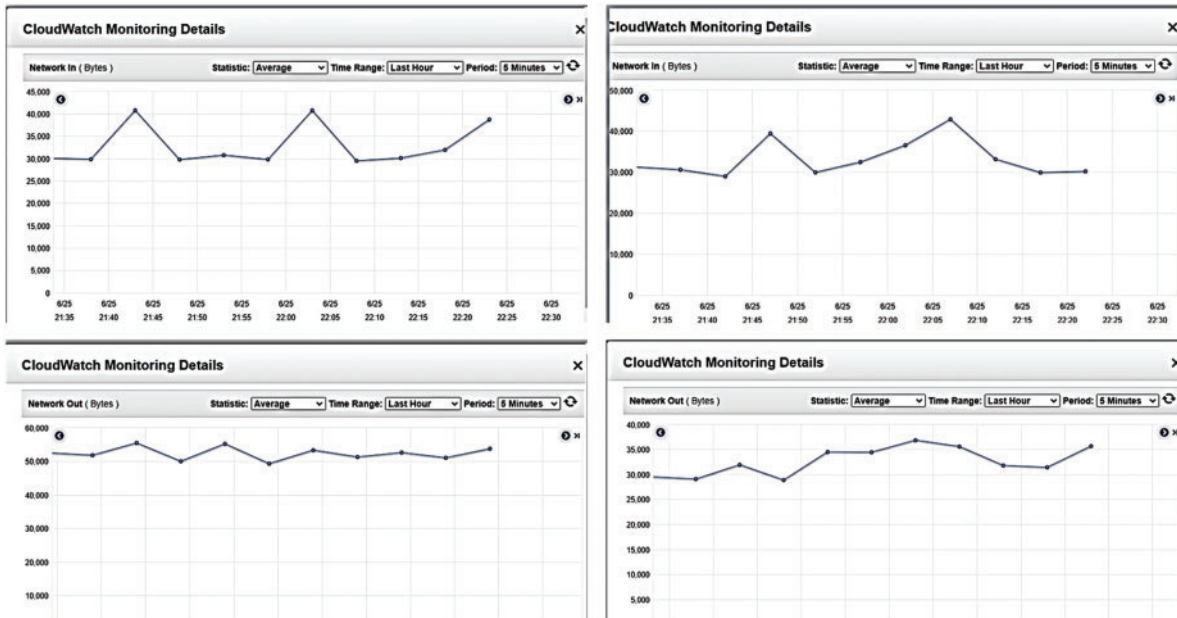 CloudWatch Monitoring Details
Network In ( Bytes ) Statistic: Average Time Range: Last Hour Period: 5 Minutes
45,000
40,000
35,000
30,000
25,000
20,000
15,000
10,000
5,000
0
6/25 6/25 6/25 6/25 6/25 6/25 6/25 6/25 6/25 6/25 6/25 6/25
21:35 21:40 21:45 21:50 21:55 22:00 22:05 22:10 22:15 22:20 22:25 22:30
CloudWatch Monitoring Details
Network In ( Bytes ) Statistic: Average Time Range: Last Hour Period: 5 Minutes
50,000
40,000
30,000
20,000
10,000
0
6/25 6/25 6/25 6/25 6/25 6/25 6/25 6/25 6/25 6/25 6/25 6/25
21:35 21:40 21:45 21:50 21:55 22:00 22:05 22:10 22:15 22:20 22:25 22:30
CloudWatch Monitoring Details
Network Out ( Bytes ) Statistic: Average Time Range: Last Hour Period: 5 Minutes
60,000
50,000
40,000
30,000
20,000
10,000
CloudWatch Monitoring Details
Network Out ( Bytes ) Statistic: Average Time Range: Last Hour Period: 5 Minutes
40,000
35,000
30,000
25,000
20,000
15,000
10,000
5,000